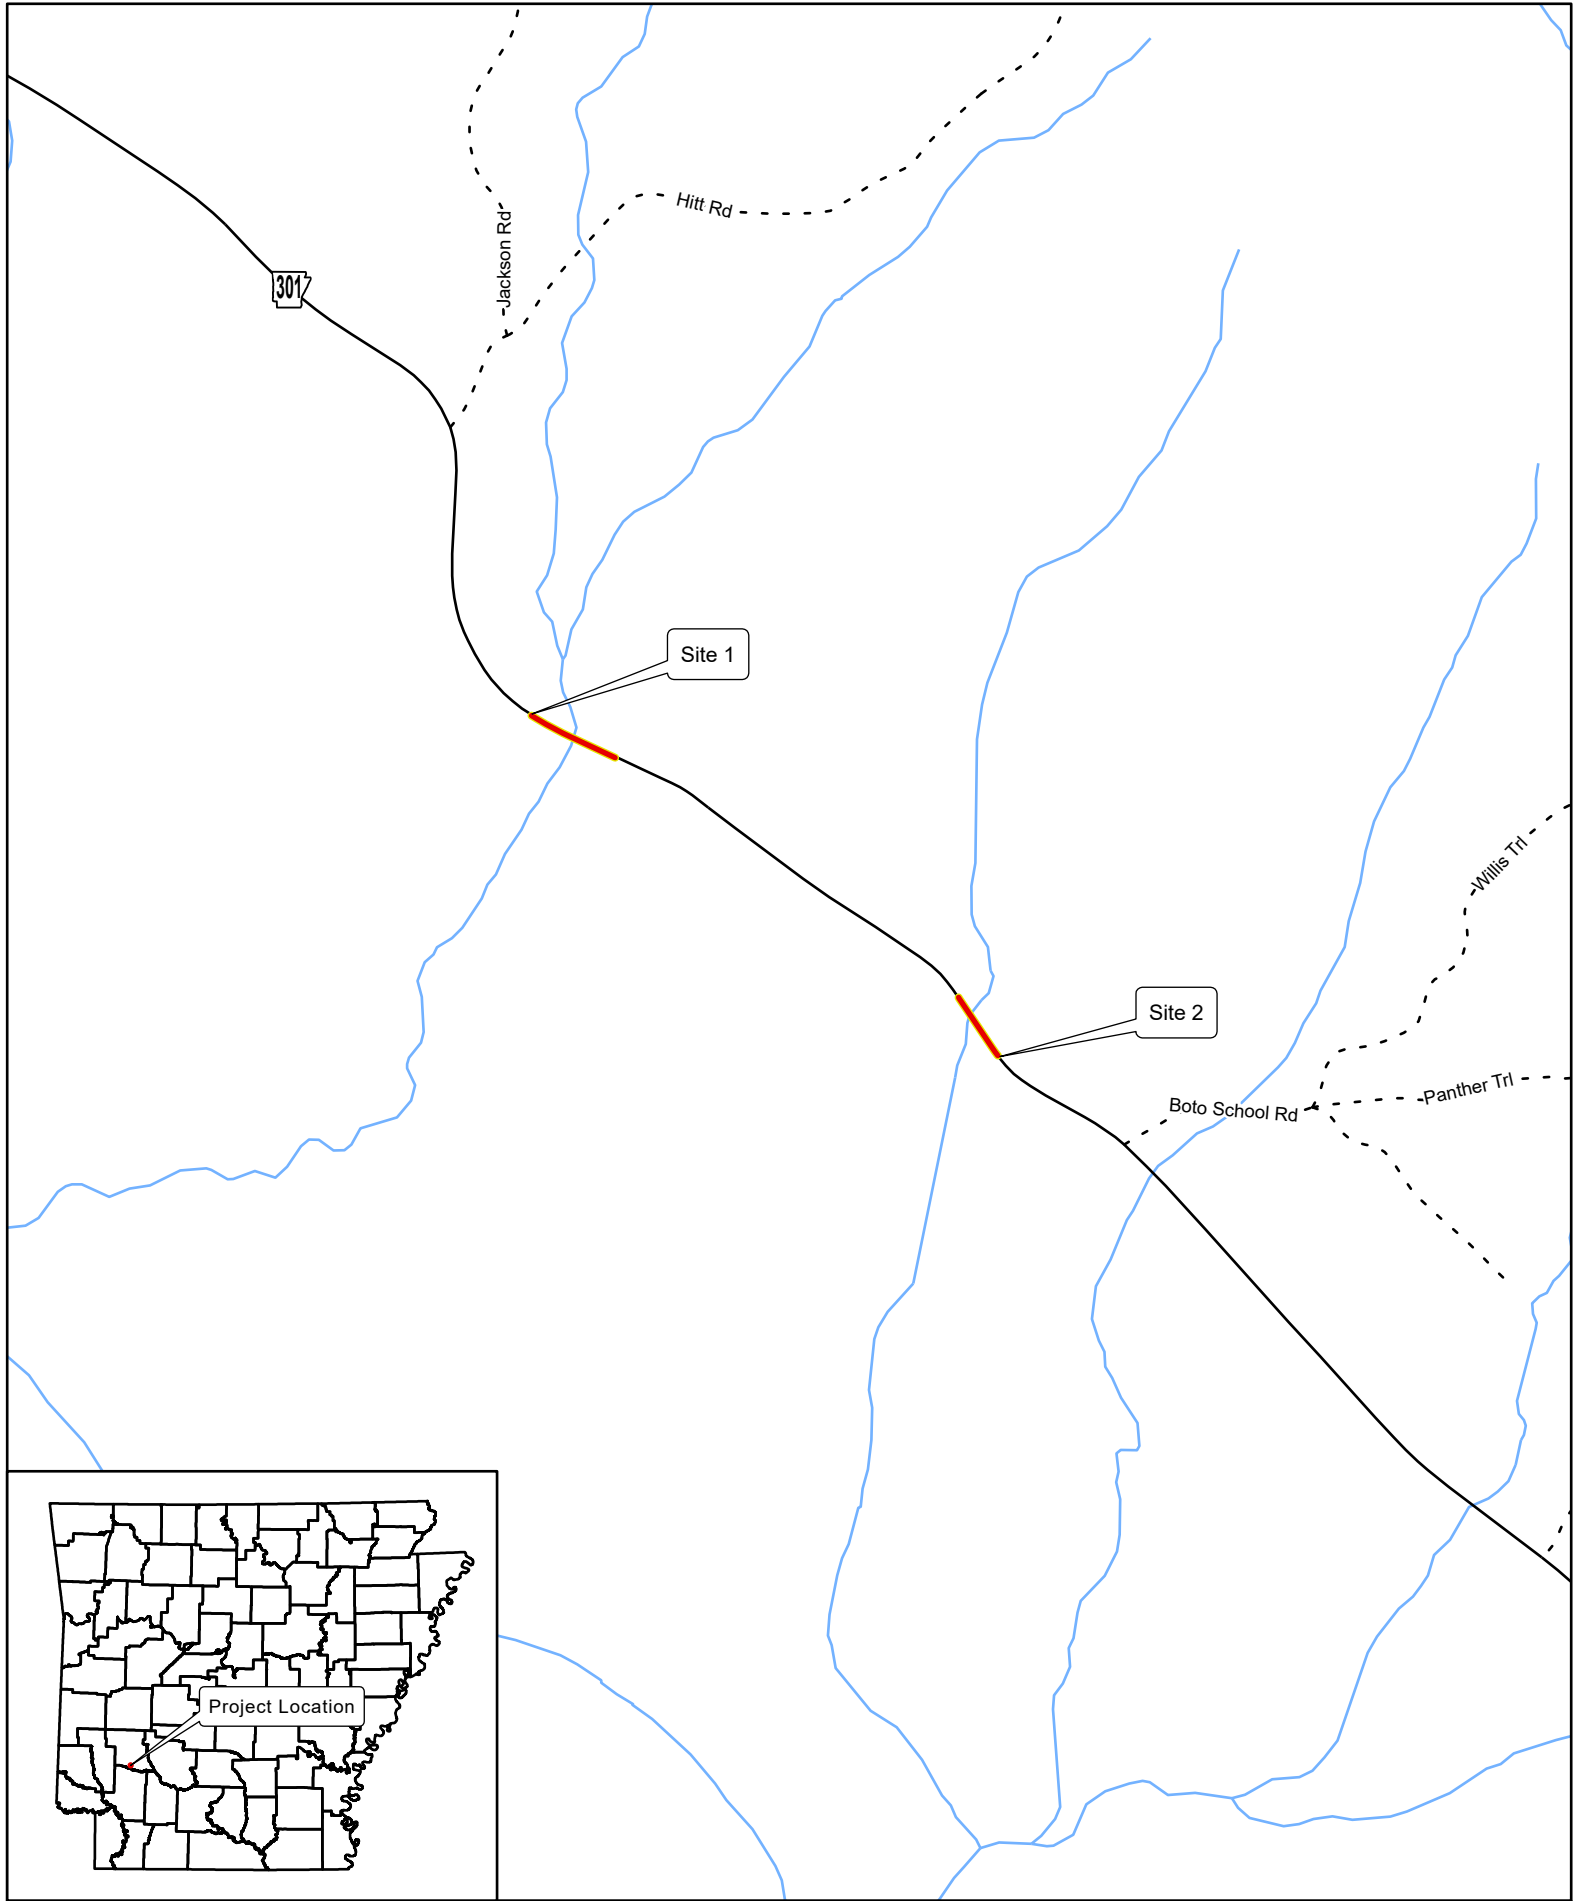 Hitt Rd
Jackson Rd
301
Site 1
Willis Trl
Site 2
Panther Trl
Boto School Rd
Project Location